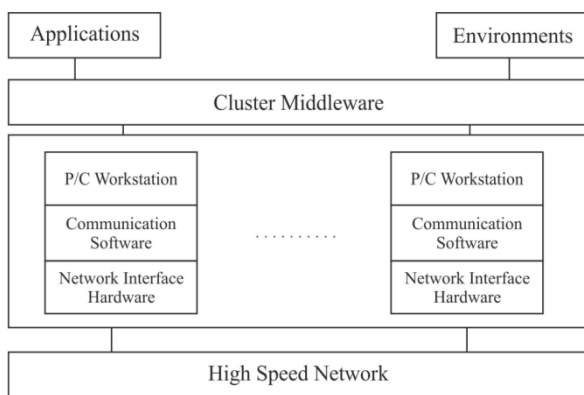 Applications
Environments
Cluster Middleware
P/C Workstation
Communication
Software
Network Interface
Hardware
..........
P/C Workstation
Communication
Software
Network Interface
Hardware
High Speed Network